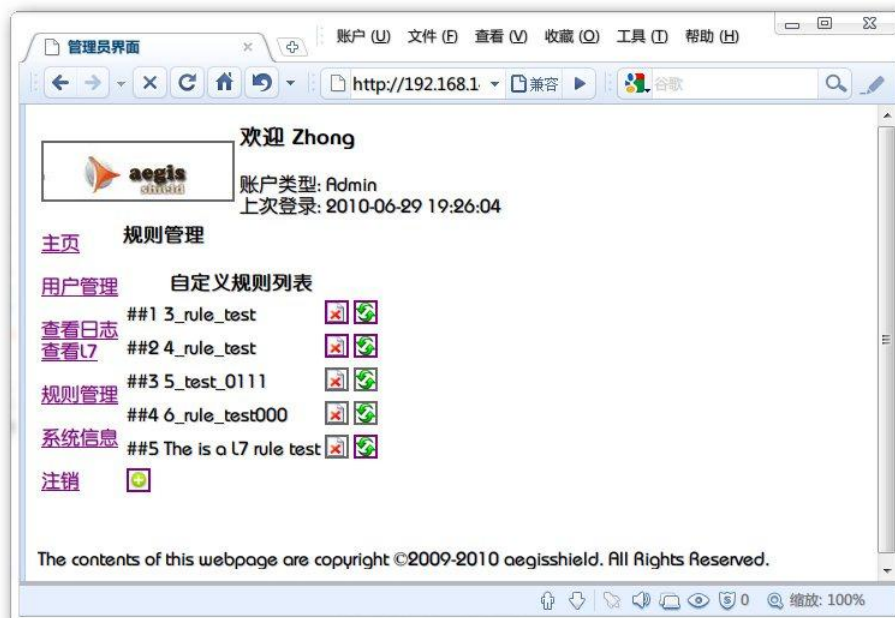 管理员界面
账户 (U) 文件 (F) 查看 (V) 收藏 (O) 工具 (T) 帮助 (H)
http://192.168.1 兼容 谷歌
aegis
shield
欢迎 Zhong
账户类型: Admin
上次登录: 2010-06-29 19:26:04
主页
用户管理
查看日志
查看L7
规则管理
系统信息
注销
规则管理
自定义规则列表
##1 3_rule_test
##2 4_rule_test
##3 5_test_0111
##4 6_rule_test000
##5 The is a L7 rule test
The contents of this webpage are copyright ©2009-2010 aegisshield. All Rights Reserved.
0 缩放: 100%